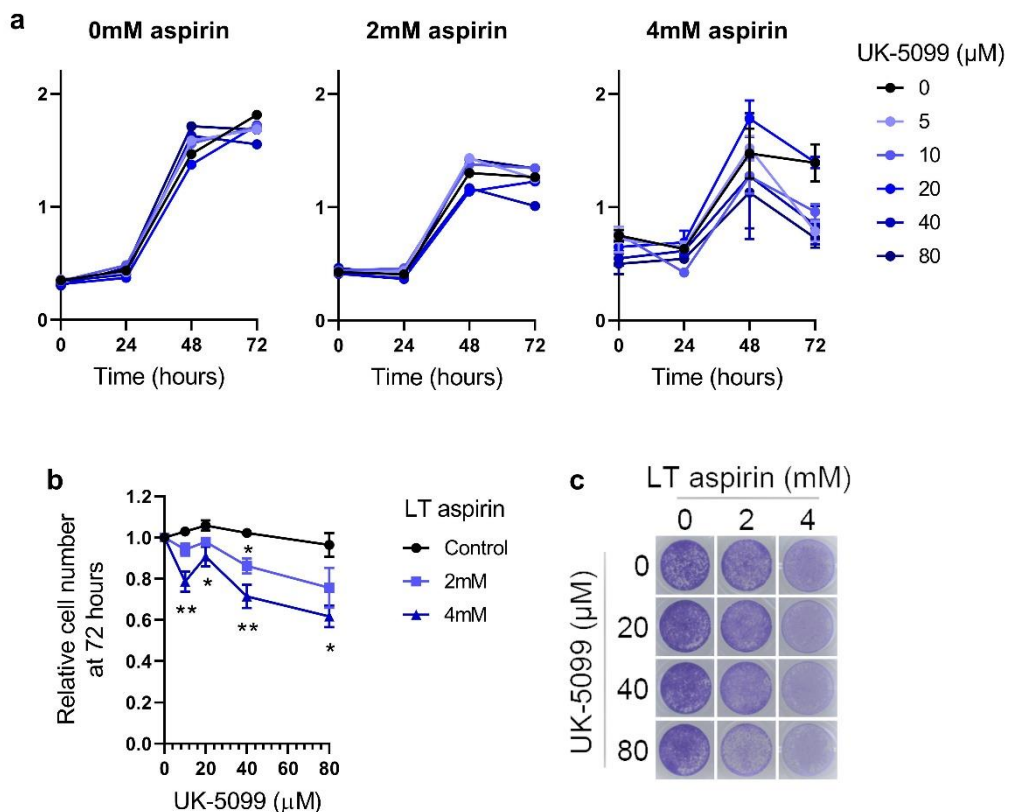 a
0mM aspirin 2mM aspirin 4mM aspirin
UK-5099 (µM)
0
5
10
20
40
80
2
1
0
0 24 48 72
Time (hours)
2
1
0
0 24 48 72
Time (hours)
2
1
0
0 24 48 72
Time (hours)
b
Relative cell number
at 72 hours
1.2
1.0
0.8
0.6
0.4
0.2
0.0
*
*
**
**
*
0 20 40 60 80
UK-5099 (µM)
LT aspirin
Control
2mM
4mM
c
LT aspirin (mM)
0 2 4
UK-5099 (µM)
0
20
40
80